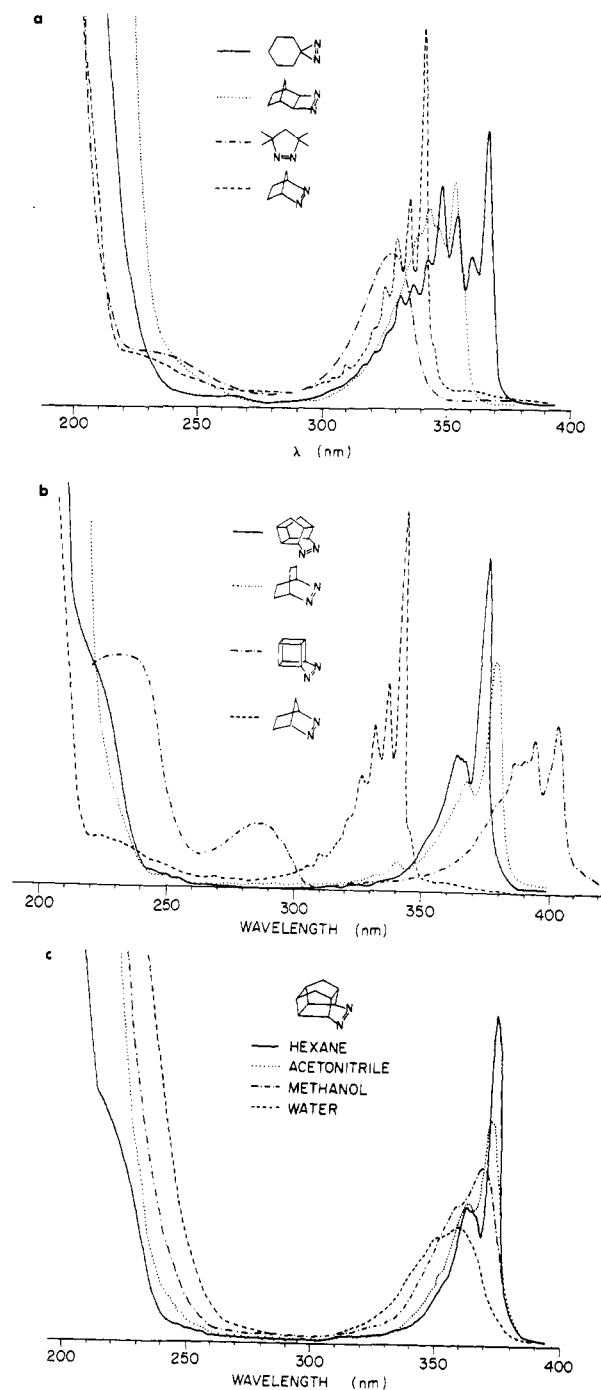 a
N
N
N
N
N=N
N
N
200
250
300
350
400
λ (nm)
b
N=N
N
N
N
N
N
N
200
250
300
350
400
WAVELENGTH (nm)
c
N
N
HEXANE
ACETONITRILE
METHANOL
WATER
200
250
300
350
400
WAVELENGTH (nm)